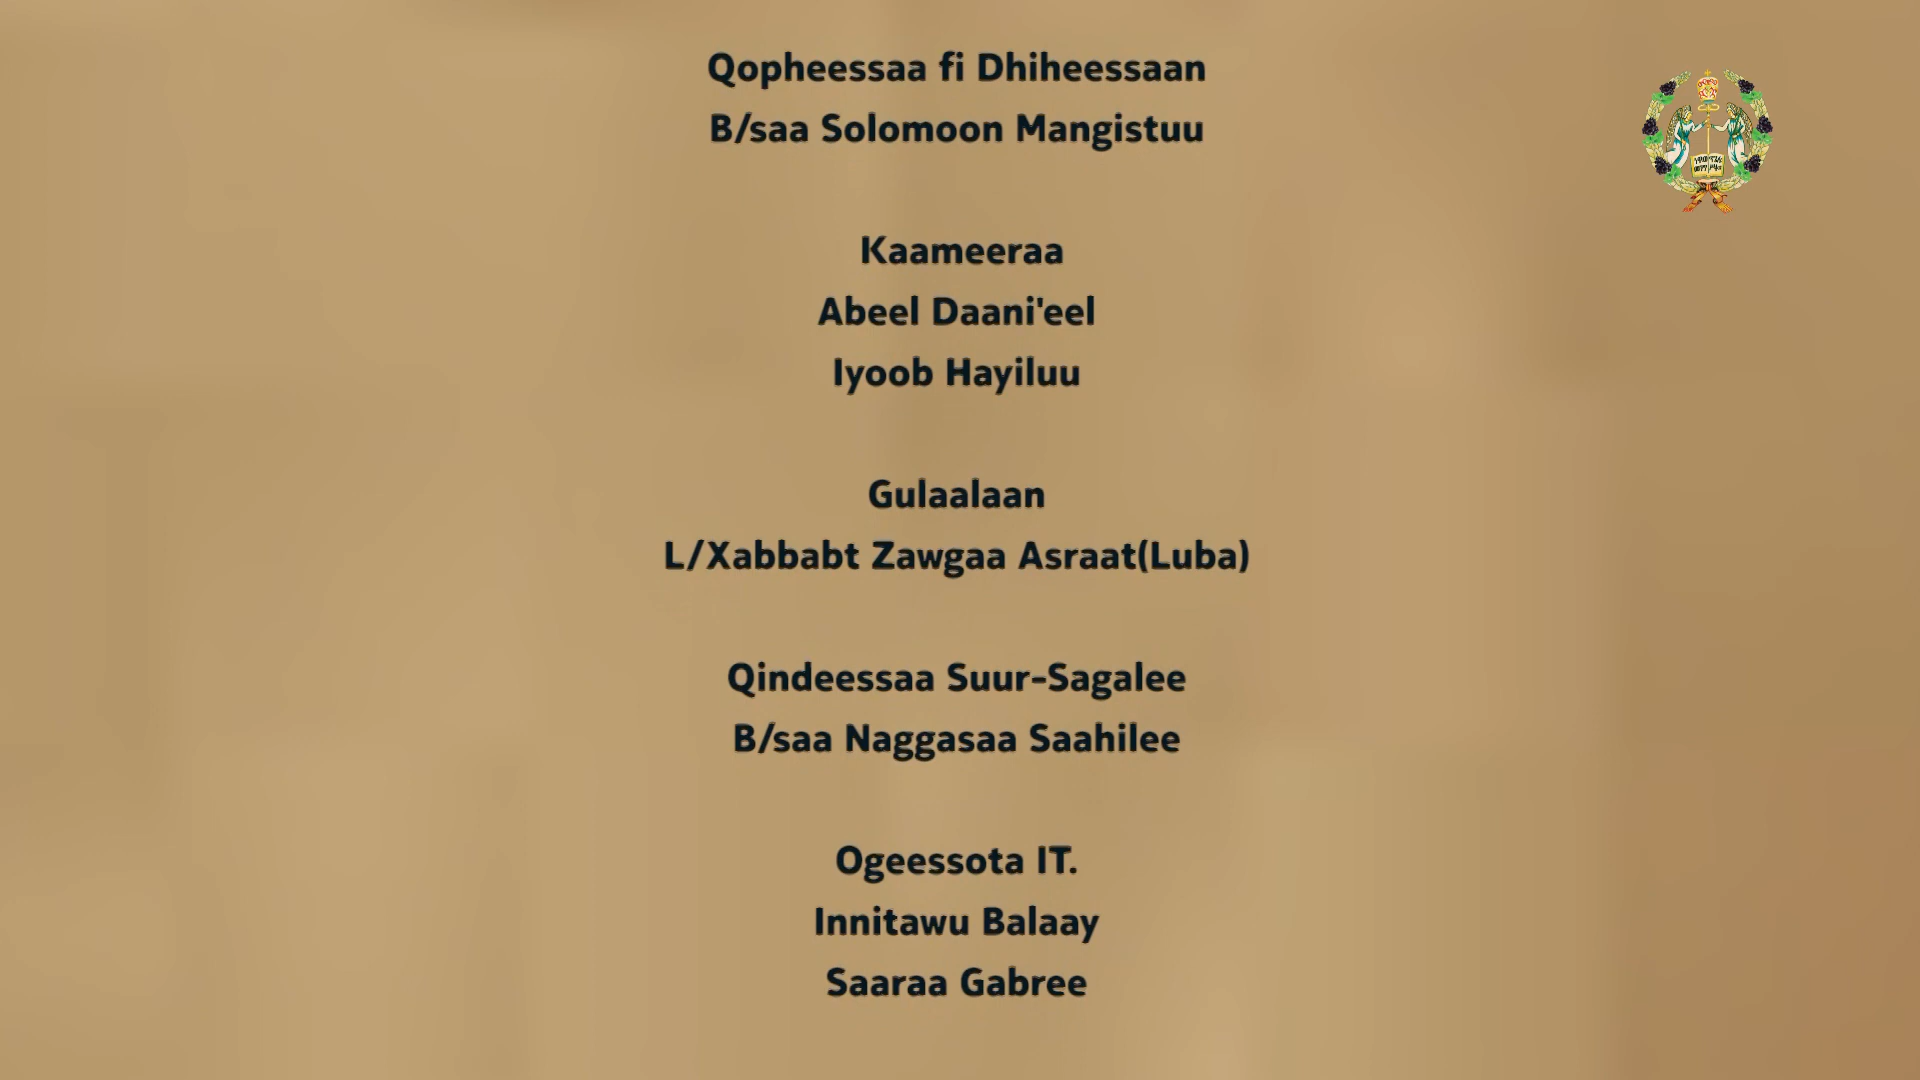 Qopheessaa fi Dhiheessaan
B/saa Solomoon Mangistuu
Kaameeraa
Abeel Daani'eel
Iyoob Hayiluu
Gulaalaan
L/Xabbabt Zawgaa Asraat(Luba)
Qindeessaa Suur-Sagalee
B/saa Naggasaa Saahilee
Ogeessota IT.
Innitawu Balaay
Saaraa Gabree